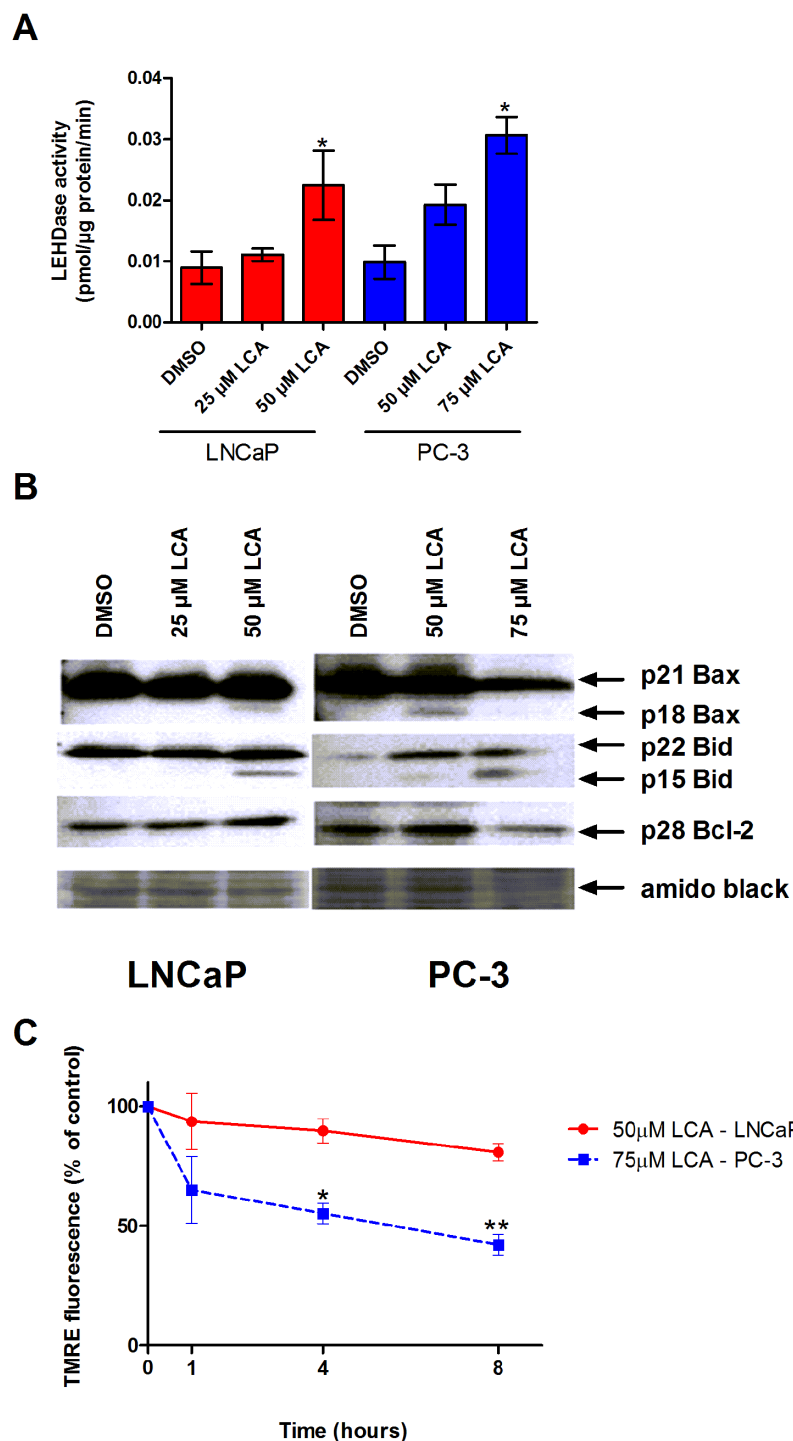 A
LEHDase activity
(pmol/µg protein/min)
0.04
0.03
0.02
0.01
0.00
*
*
DMSO
25 µM LCA
50 µM LCA
DMSO
50 µM LCA
75 µM LCA
LNCaP
PC-3
B
DMSO
25 µM LCA
50 µM LCA
DMSO
50 µM LCA
75 µM LCA
p21 Bax
p18 Bax
p22 Bid
p15 Bid
p28 Bcl-2
amido black
LNCaP
PC-3
C
TMRE fluorescence (% of control)
100
50
0
*
**
50µM LCA - LNCaP
75µM LCA - PC-3
0
1
4
8
Time (hours)